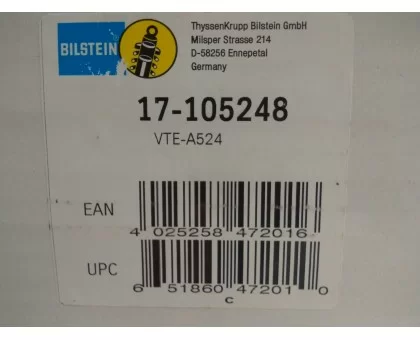 ThyssenKrupp Bilstein GmbH
Milsper Strasse 214
D-58256 Ennepetal
Germany
BILSTEIN
17-105248
VTE-A524
EAN
4 025258 472016
UPC
6 51860 47201 0
c